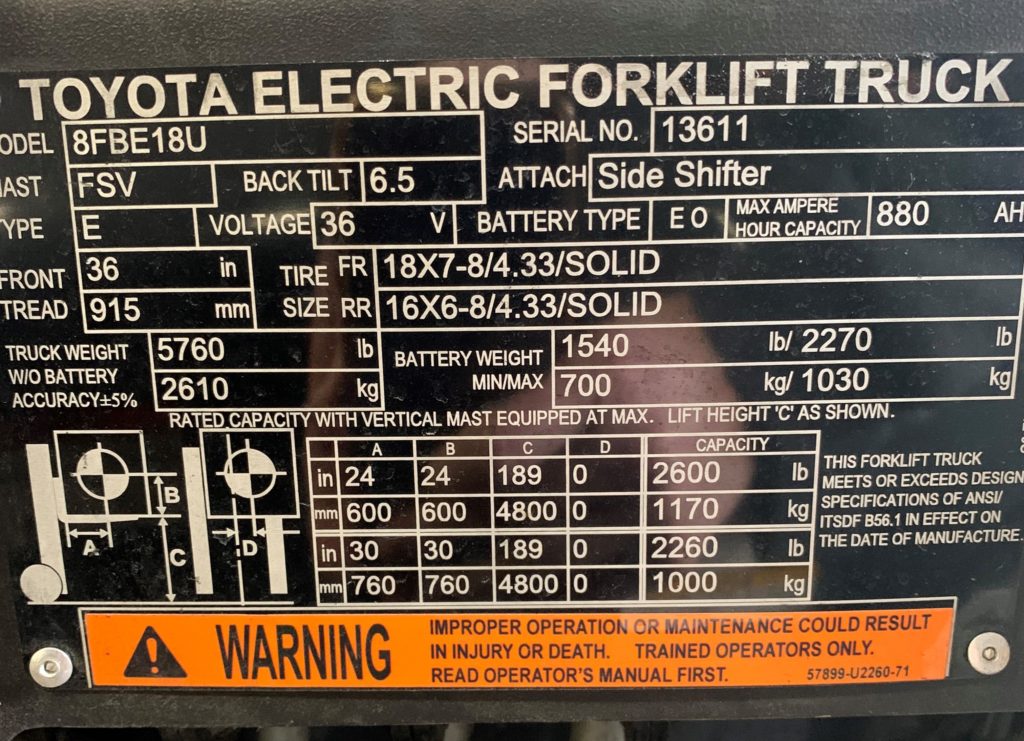 TOYOTA ELECTRIC FORKLIFT TRUCK
ODEL 8FBE18U SERIAL NO. 13611
AST FSV BACK TILT 6.5 ATTACH Side Shifter
YPE E VOLTAGE 36 V BATTERY TYPE E O MAX AMPERE HOUR CAPACITY 880 AH
FRONT TREAD 36 in TIRE SIZE FR 18X7-8/4.33/SOLID
915 mm RR 16X6-8/4.33/SOLID
TRUCK WEIGHT 5760 lb BATTERY WEIGHT 1540 lb/ 2270 lb
W/O BATTERY
ACCURACY±5% 2610 kg MIN/MAX 700 kg/ 1030 kg
RATED CAPACITY WITH VERTICAL MAST EQUIPPED AT MAX. LIFT HEIGHT 'C' AS SHOWN.
A B C D CAPACITY
in 24 24 189 0 2600 lb
mm 600 600 4800 0 1170 kg
in 30 30 189 0 2260 lb
mm 760 760 4800 0 1000 kg
B
A
D
C
THIS FORKLIFT TRUCK
MEETS OR EXCEEDS DESIGN
SPECIFICATIONS OF ANSI/
ITSDF B56.1 IN EFFECT ON
THE DATE OF MANUFACTURE.
WARNING
IMPROPER OPERATION OR MAINTENANCE COULD RESULT
IN INJURY OR DEATH. TRAINED OPERATORS ONLY.
READ OPERATOR'S MANUAL FIRST. 57899-U2260-71